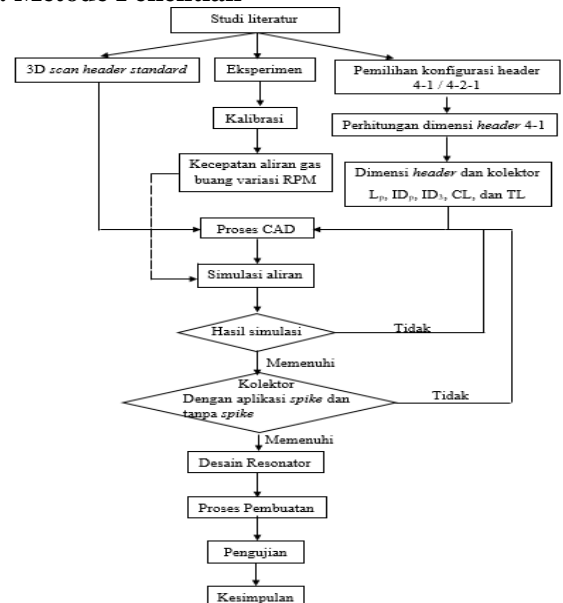 . Metode Penelitian
Studi literatur
3D scan header standard
Eksperimen
Pemilihan konfigurasi header
4-1 / 4-2-1
Kalibrasi
Perhitungan dimensi header 4-1
Kecepatan aliran gas
buang variasi RPM
Dimensi header dan kolektor
Lₚ, IDₚ, ID₃, CL, dan TL
Proses CAD
Simulasi aliran
Hasil simulasi
Tidak
Memenuhi
Kolektor
Dengan aplikasi spike dan
tanpa spike
Tidak
Memenuhi
Desain Resonator
Proses Pembuatan
Pengujian
Kesimpulan